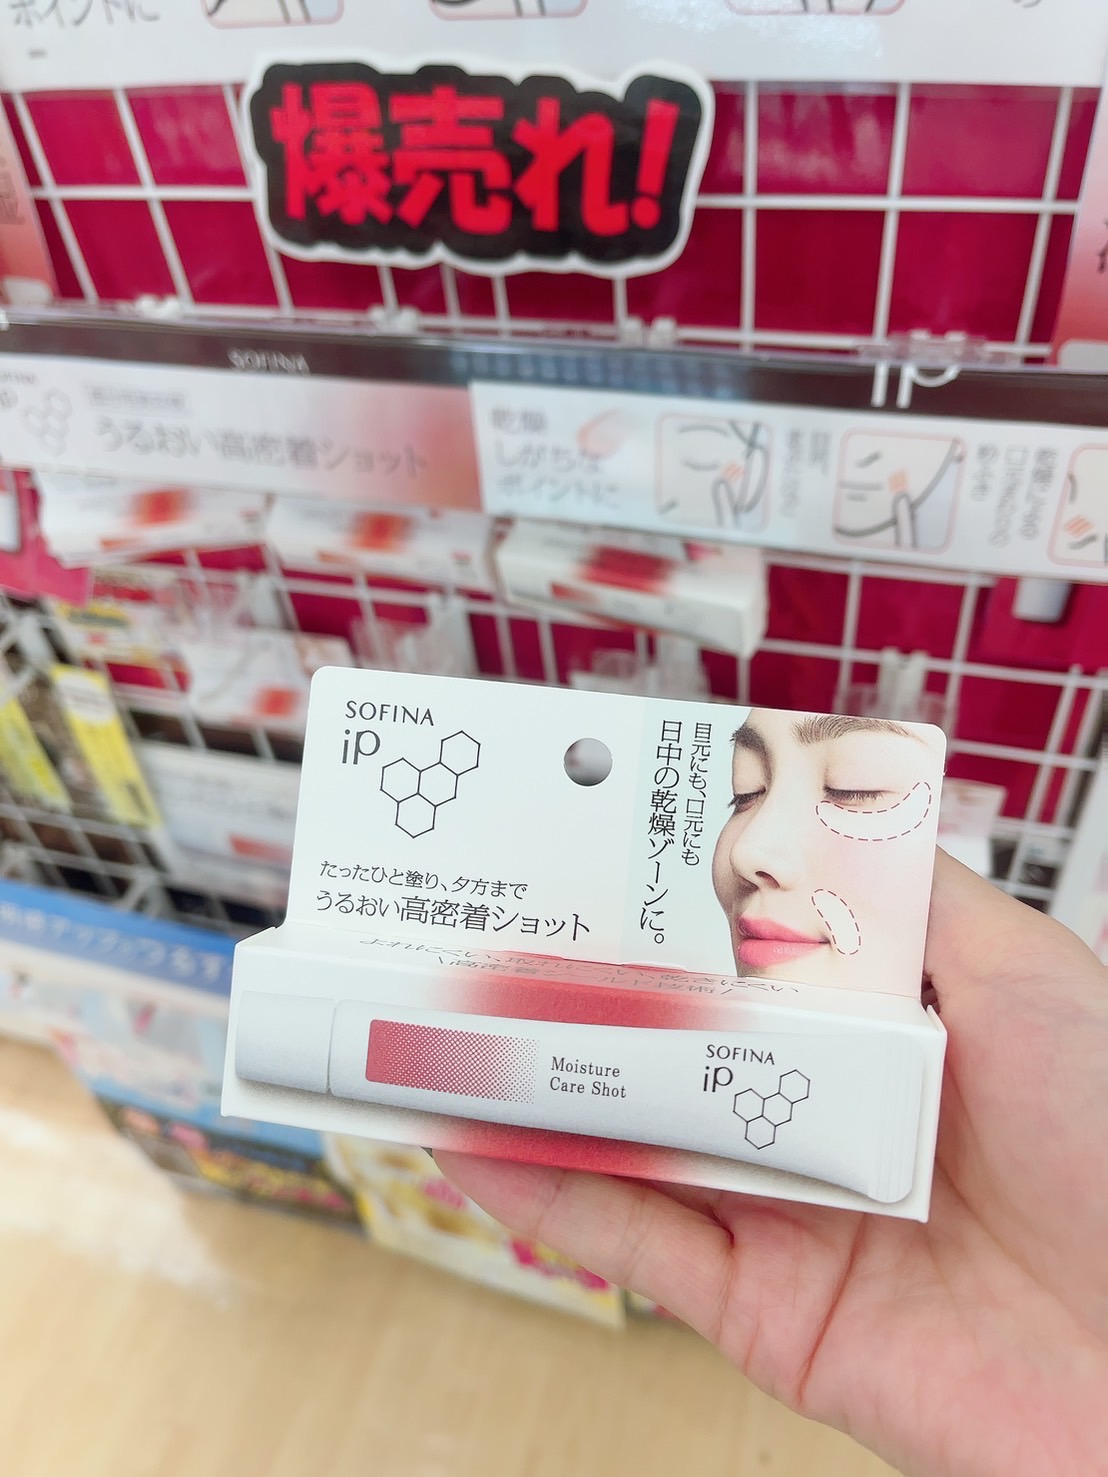 ポイントに
爆売れ!
SOFINA
iP
うるおい高密着ショット
乾燥
しがちな
ポイントに
SOFINA
iP
目元にも、口元にも
日中の乾燥ゾーンに。
たったひと塗り、夕方まで
うるおい高密着ショット
Moisture
Care Shot
SOFINA
iP